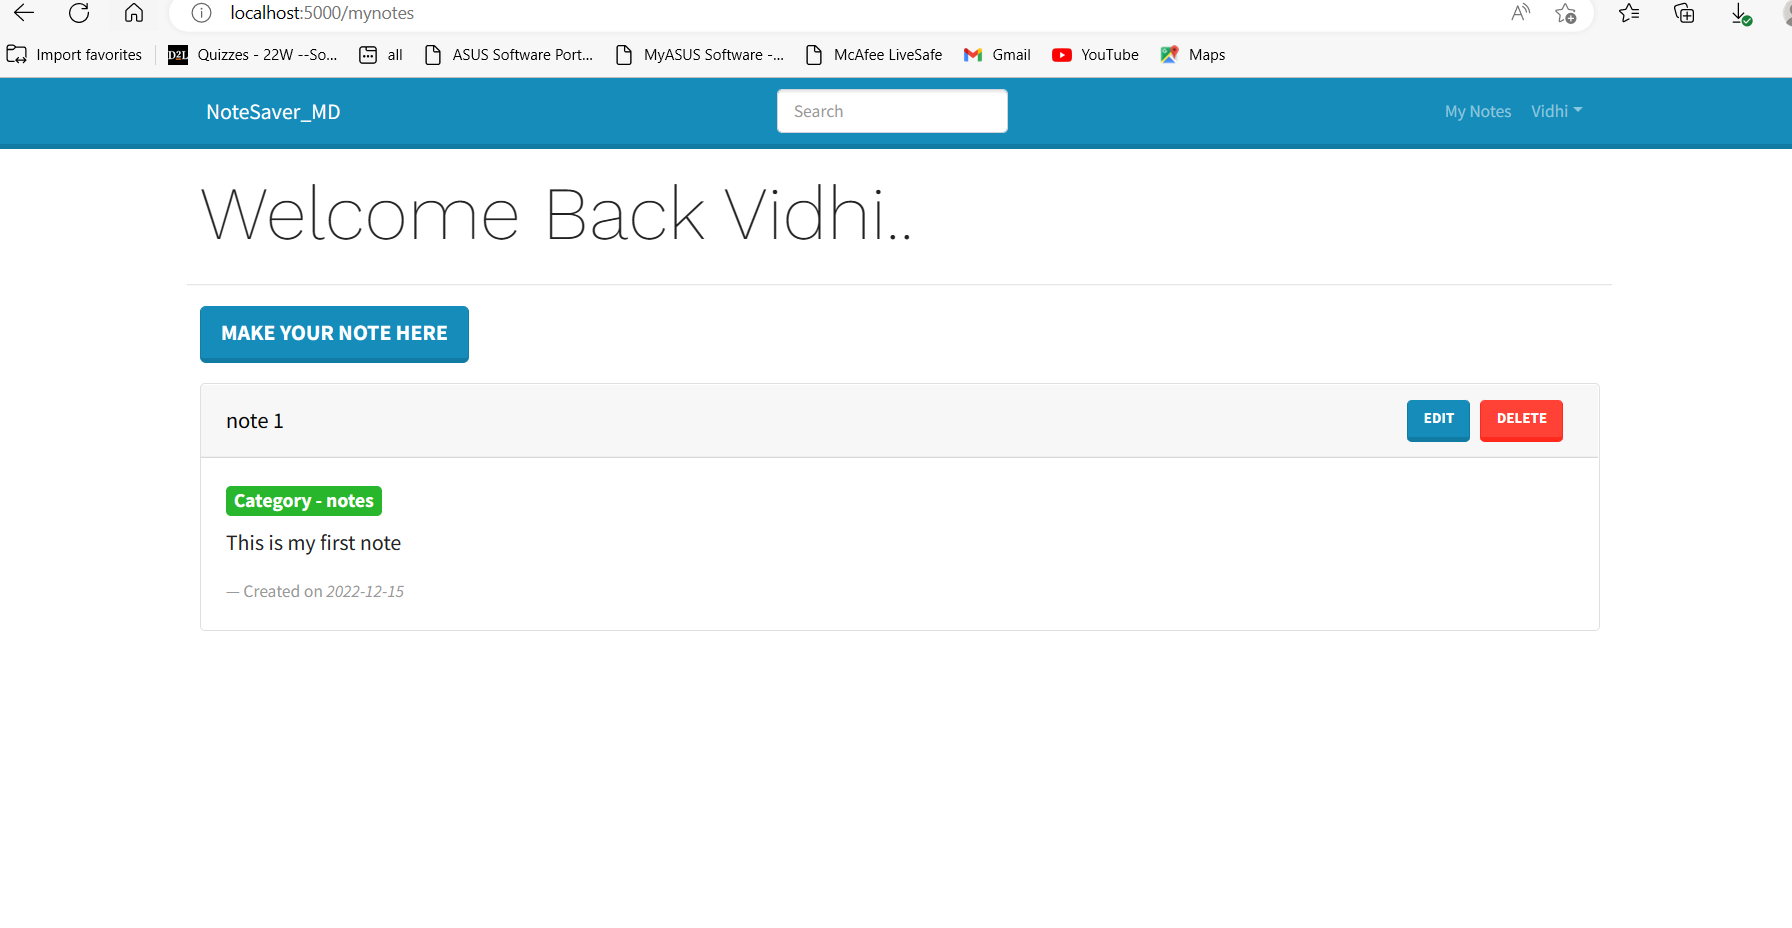 localhost:5000/mynotes
Import favorites D2L Quizzes - 22W --So... all ASUS Software Port... MyASUS Software -... McAfee LiveSafe Gmail YouTube Maps
NoteSaver_MD Search My Notes Vidhi
Welcome Back Vidhi..
MAKE YOUR NOTE HERE
note 1 EDIT DELETE
Category - notes
This is my first note
— Created on 2022-12-15